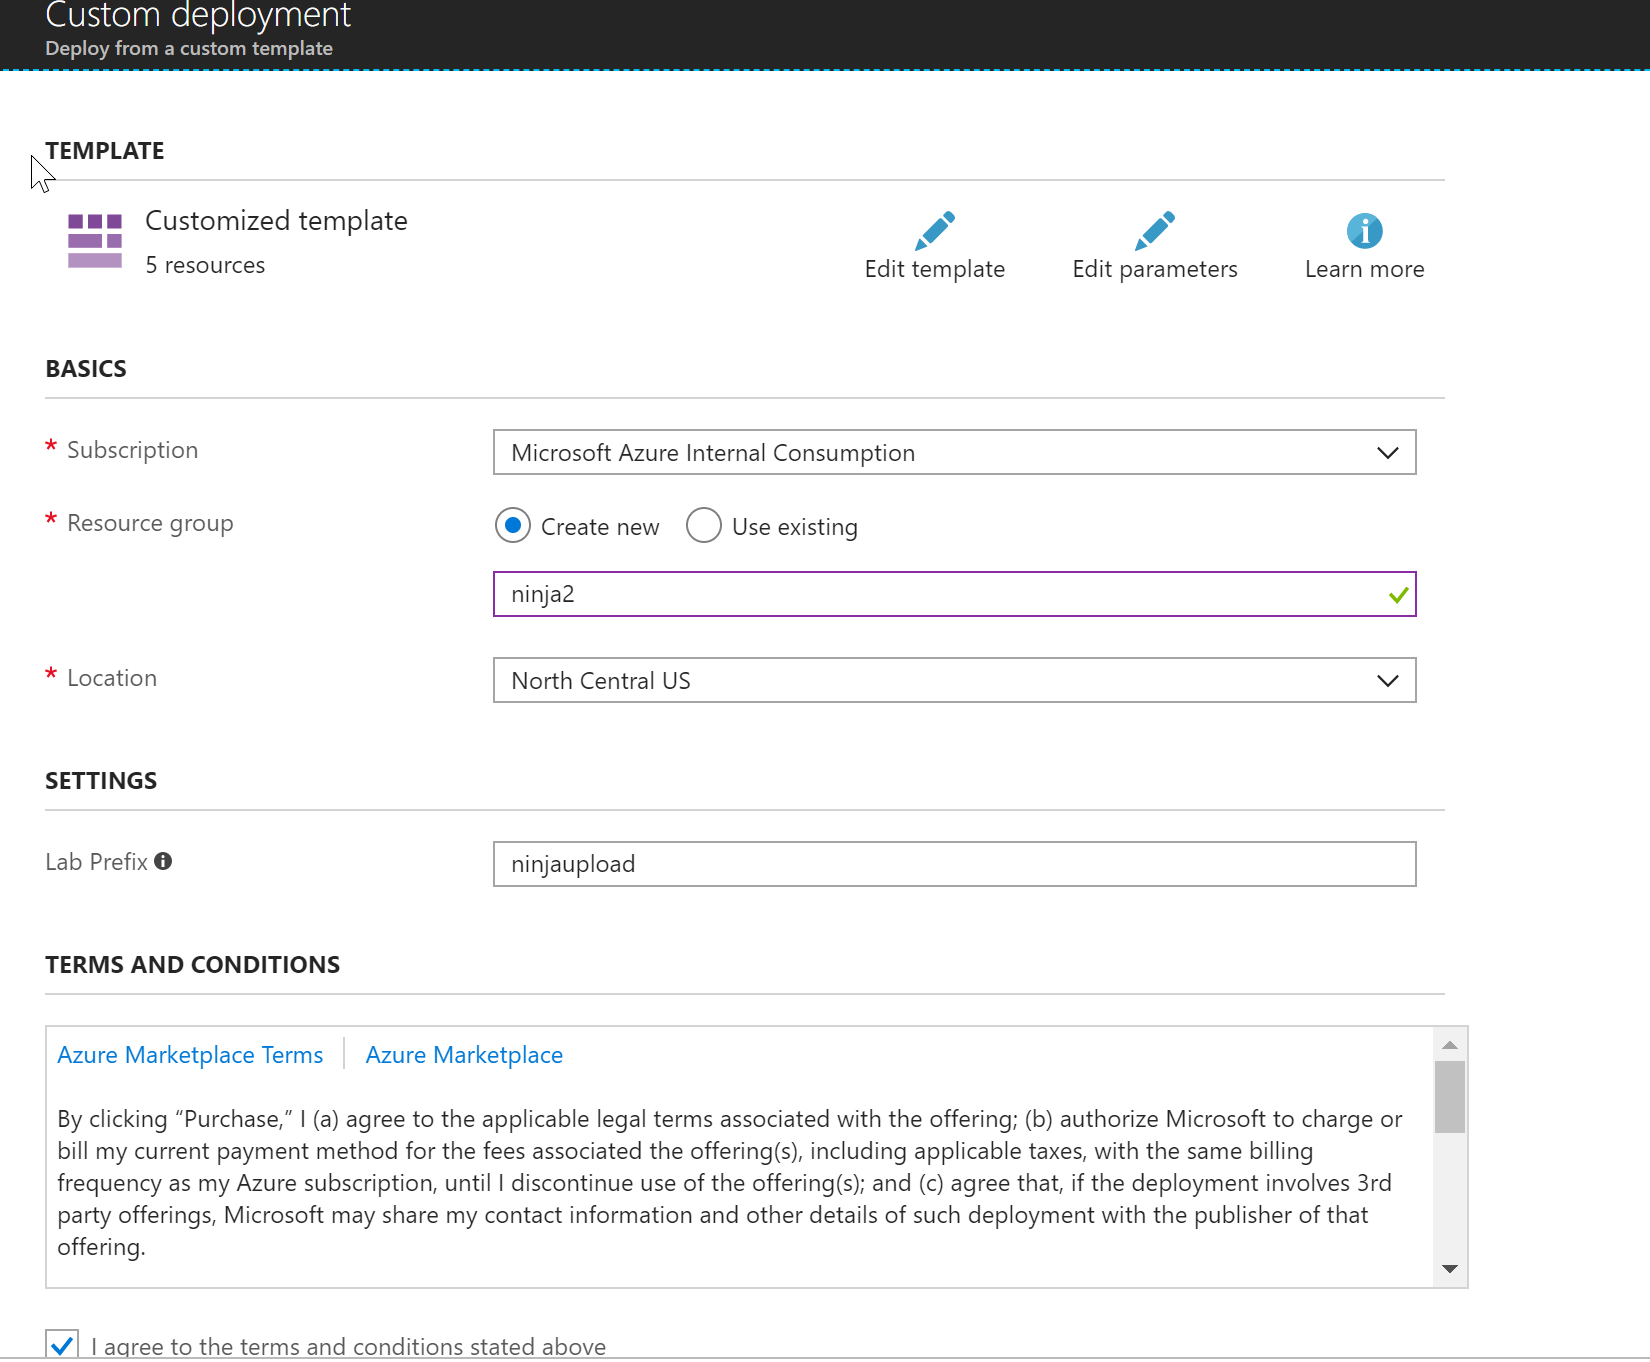 Custom deployment
Deploy from a custom template
TEMPLATE
Customized template
5 resources
Edit template
Edit parameters
Learn more
BASICS
* Subscription
Microsoft Azure Internal Consumption
* Resource group
Create new
Use existing
ninja2
* Location
North Central US
SETTINGS
Lab Prefix
ninjaupload
TERMS AND CONDITIONS
Azure Marketplace Terms
Azure Marketplace
By clicking “Purchase,” I (a) agree to the applicable legal terms associated with the offering; (b) authorize Microsoft to charge or
bill my current payment method for the fees associated the offering(s), including applicable taxes, with the same billing
frequency as my Azure subscription, until I discontinue use of the offering(s); and (c) agree that, if the deployment involves 3rd
party offerings, Microsoft may share my contact information and other details of such deployment with the publisher of that
offering.
I agree to the terms and conditions stated above